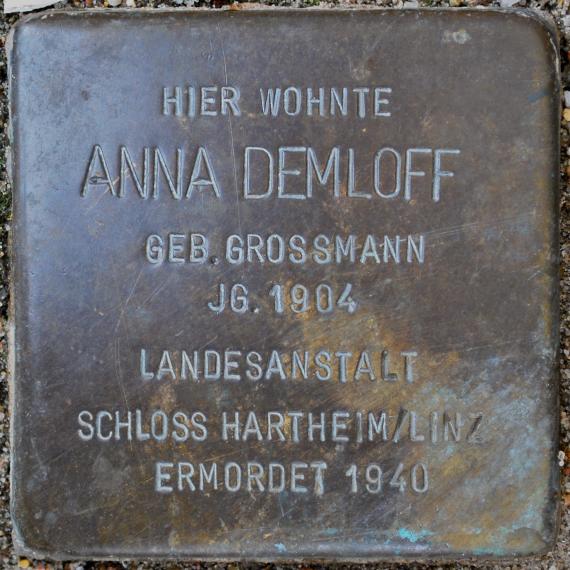 HIER WOHNTE
ANNA DEMLOFF
GEB. GROSSMANN
JG. 1904
LANDESANSTALT
SCHLOSS HARTHEIM/LINZ
ERMORDET 1940